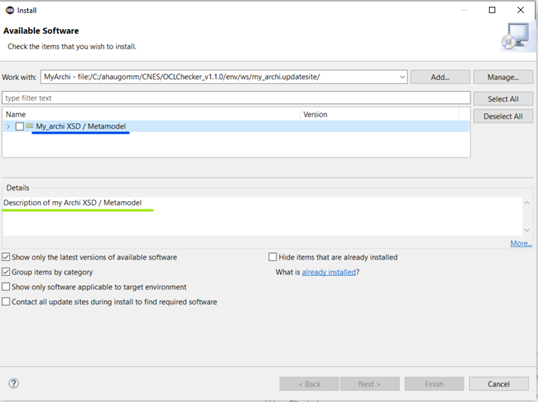 Install
Available Software
Check the items that you wish to install.
Work with: MyArchi - file:/C:/ahaugomm/CNES/OCLChecker_v1.1.0/env/ws/my_archi.updatesite/ Add... Manage...
type filter text Select All
Name Version Deselect All
My_archi XSD / Metamodel
Details
Description of my Archi XSD / Metamodel
More...
Show only the latest versions of available software Hide items that are already installed
Group items by category What is already installed?
Show only software applicable to target environment
Contact all update sites during install to find required software
? < Back Next > Finish Cancel